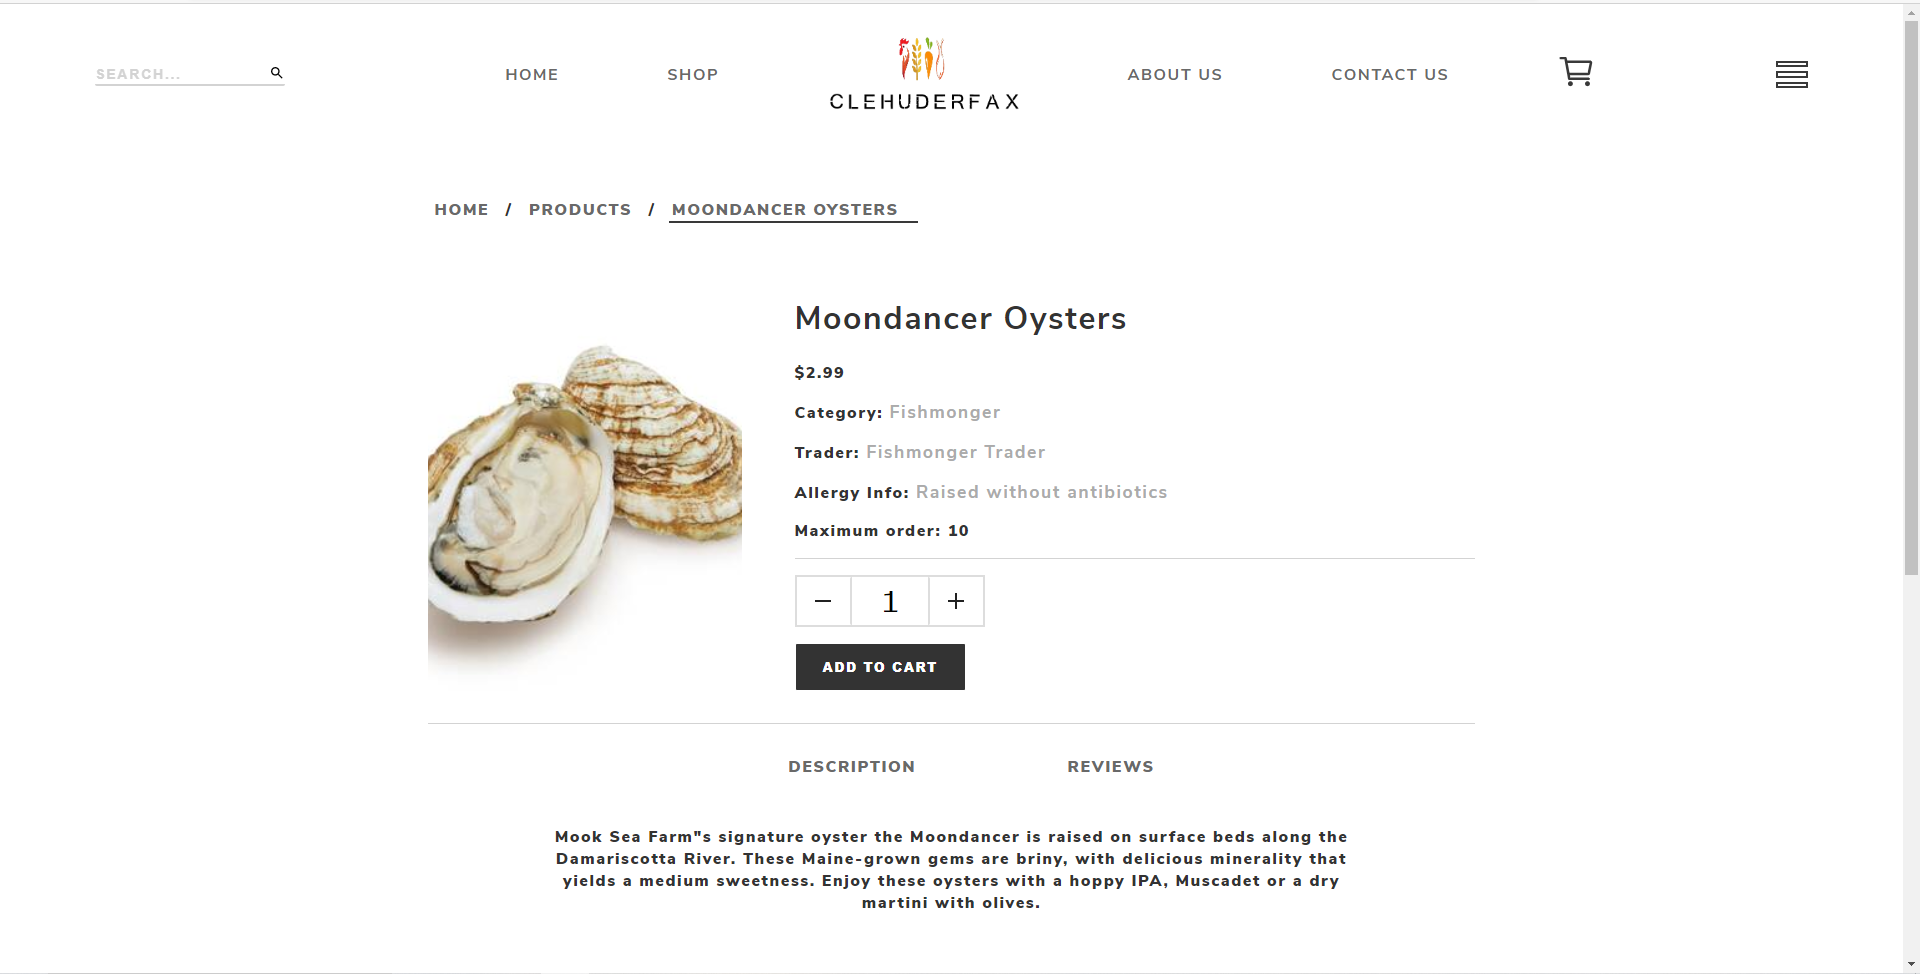 SEARCH...
HOME
SHOP
CLEHUDERFAX
ABOUT US
CONTACT US
HOME / PRODUCTS / MOONDANCER OYSTERS
Moondancer Oysters
$2.99
Category: Fishmonger
Trader: Fishmonger Trader
Allergy Info: Raised without antibiotics
Maximum order: 10
− 1 +
ADD TO CART
DESCRIPTION
REVIEWS
Mook Sea Farm"s signature oyster the Moondancer is raised on surface beds along the
Damariscotta River. These Maine-grown gems are briny, with delicious minerality that
yields a medium sweetness. Enjoy these oysters with a hoppy IPA, Muscadet or a dry
martini with olives.